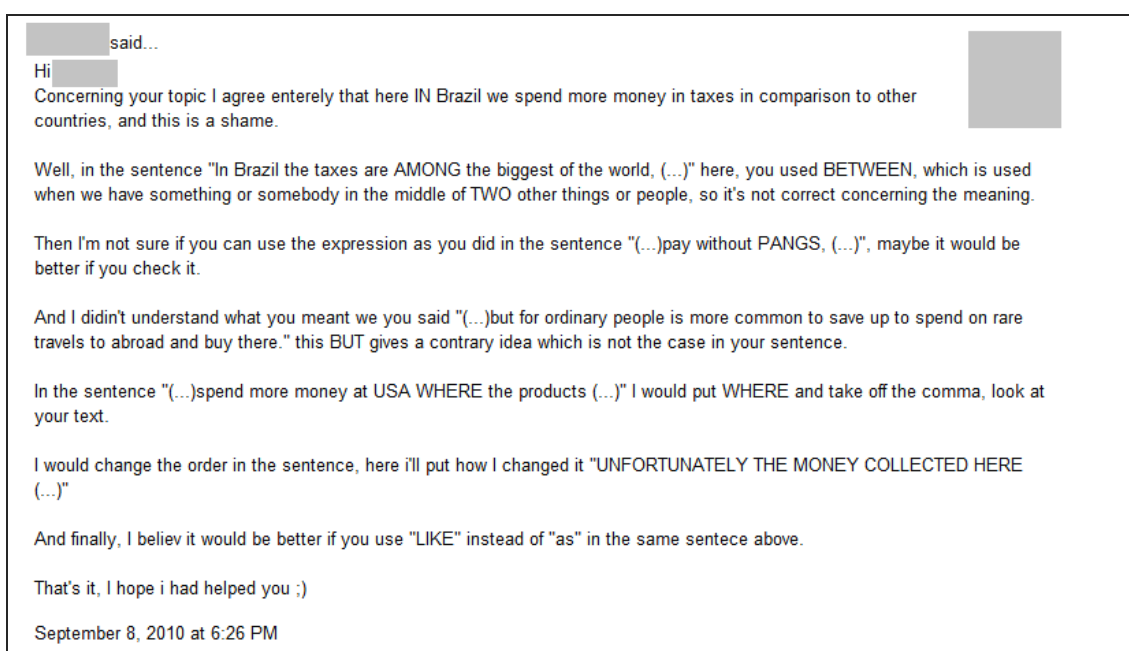 said...
Hi
Concerning your topic I agree enterely that here IN Brazil we spend more money in taxes in comparison to other
countries, and this is a shame.
Well, in the sentence "In Brazil the taxes are AMONG the biggest of the world, (...)" here, you used BETWEEN, which is used
when we have something or somebody in the middle of TWO other things or people, so it's not correct concerning the meaning.
Then I'm not sure if you can use the expression as you did in the sentence "(...)pay without PANGS, (...)", maybe it would be
better if you check it.
And I didin't understand what you meant we you said "(...)but for ordinary people is more common to save up to spend on rare
travels to abroad and buy there." this BUT gives a contrary idea which is not the case in your sentence.
In the sentence "(...)spend more money at USA WHERE the products (...)" I would put WHERE and take off the comma, look at
your text.
I would change the order in the sentence, here i'll put how I changed it "UNFORTUNATELY THE MONEY COLLECTED HERE
(...)"
And finally, I believ it would be better if you use "LIKE" instead of "as" in the same sentece above.
That's it, I hope i had helped you ;)
September 8, 2010 at 6:26 PM